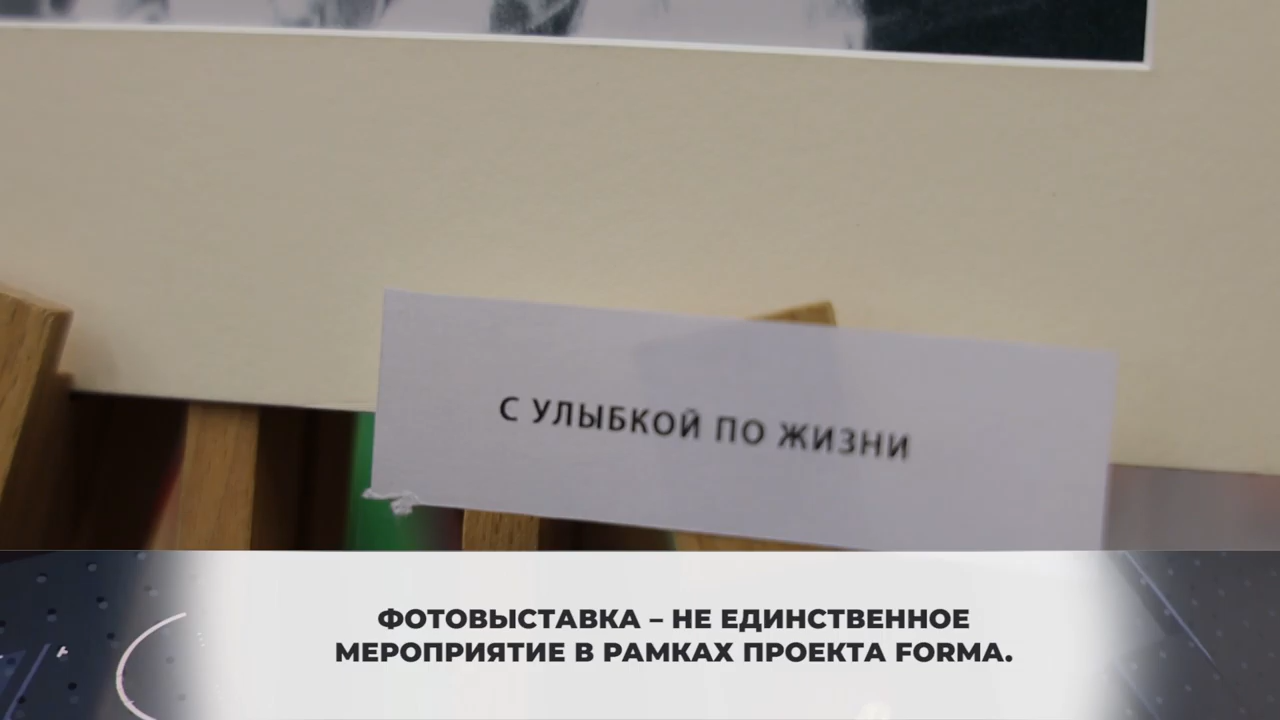 С УЛЫБКОЙ ПО ЖИЗНИ
ФОТОВЫСТАВКА – НЕ ЕДИНСТВЕННОЕ
МЕРОПРИЯТИЕ В РАМКАХ ПРОЕКТА FORMA.